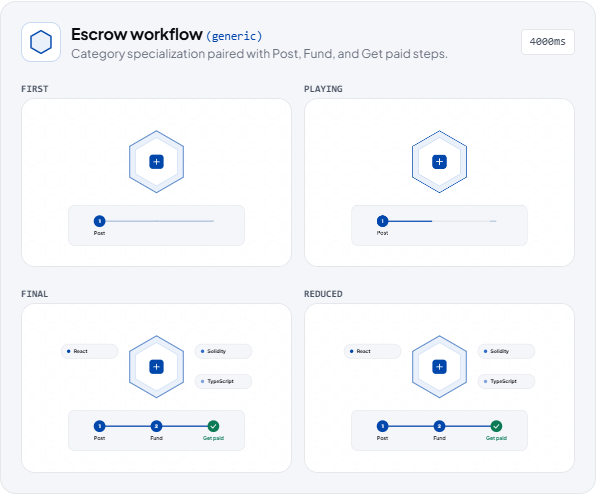 Escrow workflow (generic)
Category specialization paired with Post, Fund, and Get paid steps.
4000ms
FIRST
1
Post
PLAYING
1
Post
FINAL
React
Solidity
TypeScript
1
2
Post
Fund
Get paid
REDUCED
React
Solidity
TypeScript
1
2
Post
Fund
Get paid